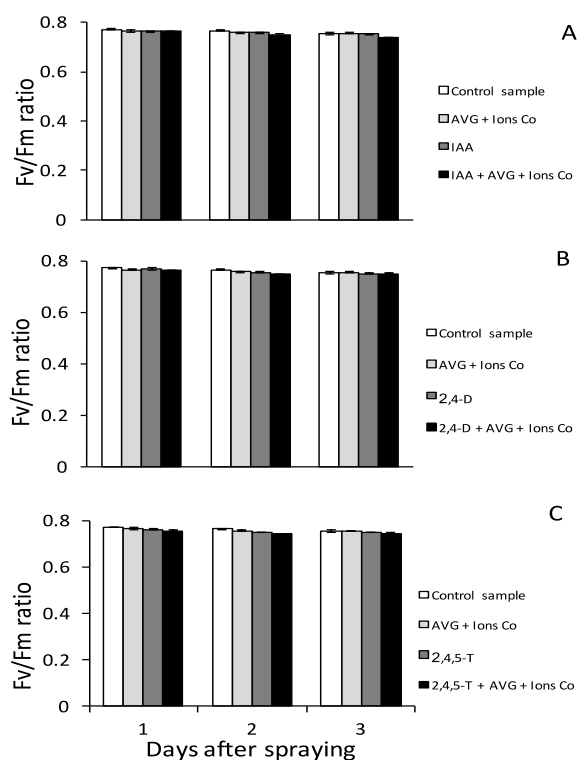 A
0.8
0.6
0.4
0.2
0
Fv/Fm ratio
Control sample
AVG + Ions Co
IAA
IAA + AVG + Ions Co
B
0.8
0.6
0.4
0.2
0
Fv/Fm ratio
Control sample
AVG + Ions Co
2,4-D
2,4-D + AVG + Ions Co
C
0.8
0.6
0.4
0.2
0
Fv/Fm ratio
Control sample
AVG + Ions Co
2,4,5-T
2,4,5-T + AVG + Ions Co
1 2 3
Days after spraying